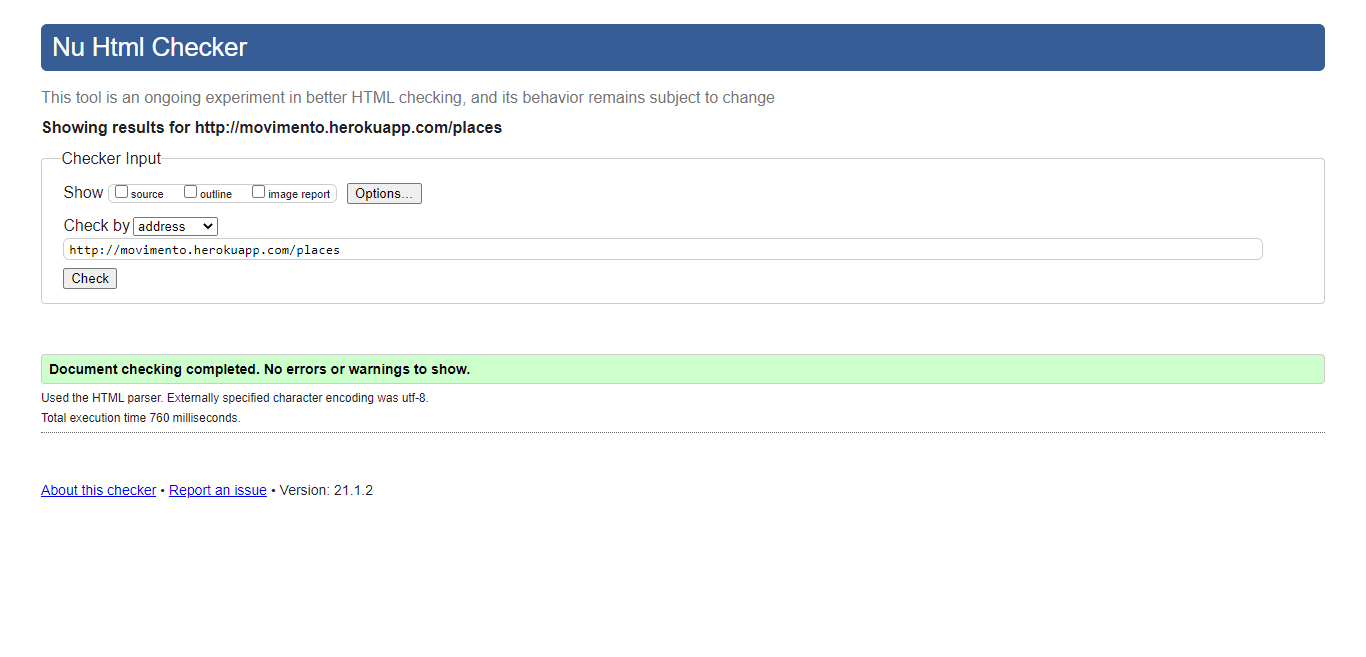 Nu Html Checker
This tool is an ongoing experiment in better HTML checking, and its behavior remains subject to change
Showing results for http://movimento.herokuapp.com/places
Checker Input
Show source outline image report Options...
Check by address
http://movimento.herokuapp.com/places
Check
Document checking completed. No errors or warnings to show.
Used the HTML parser. Externally specified character encoding was utf-8.
Total execution time 760 milliseconds.
About this checker • Report an issue • Version: 21.1.2